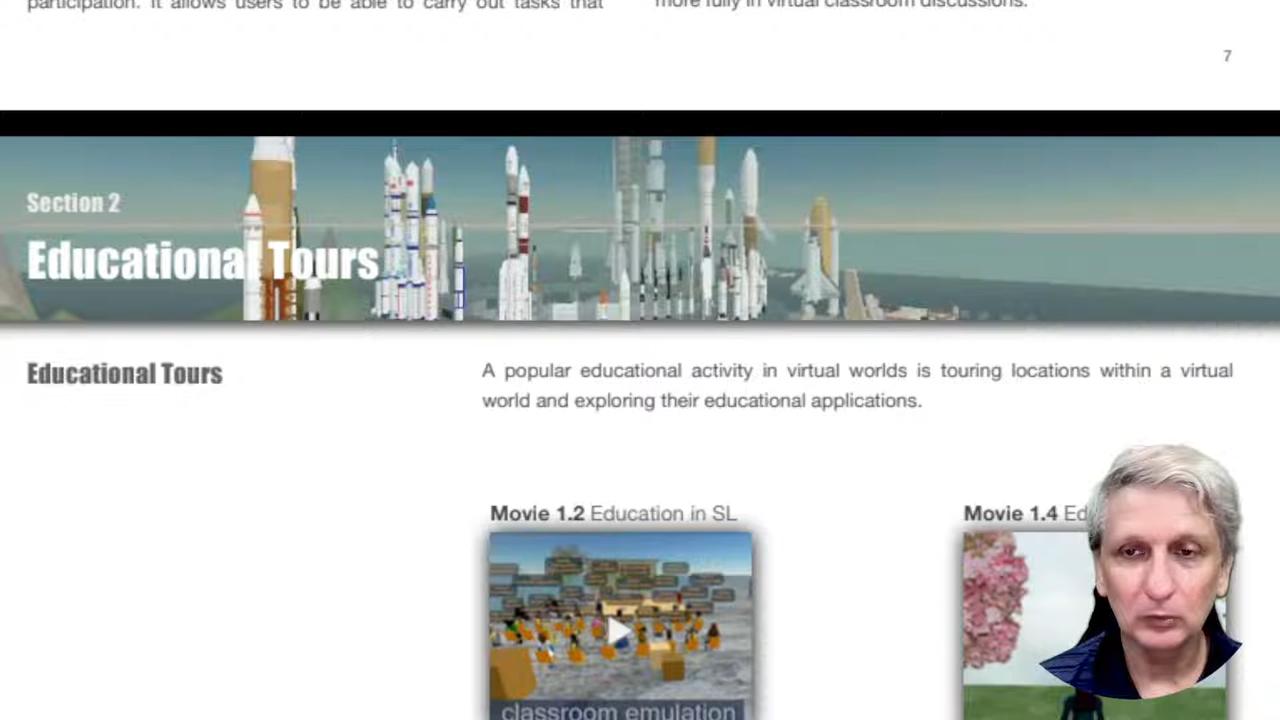 participation. It allows users to be able to carry out tasks that
more fully in virtual classroom discussions.
7
Section 2
Educational Tours
Educational Tours
A popular educational activity in virtual worlds is touring locations within a virtual
world and exploring their educational applications.
Movie 1.2 Education in SL
Movie 1.4 Ed
classroom emulation